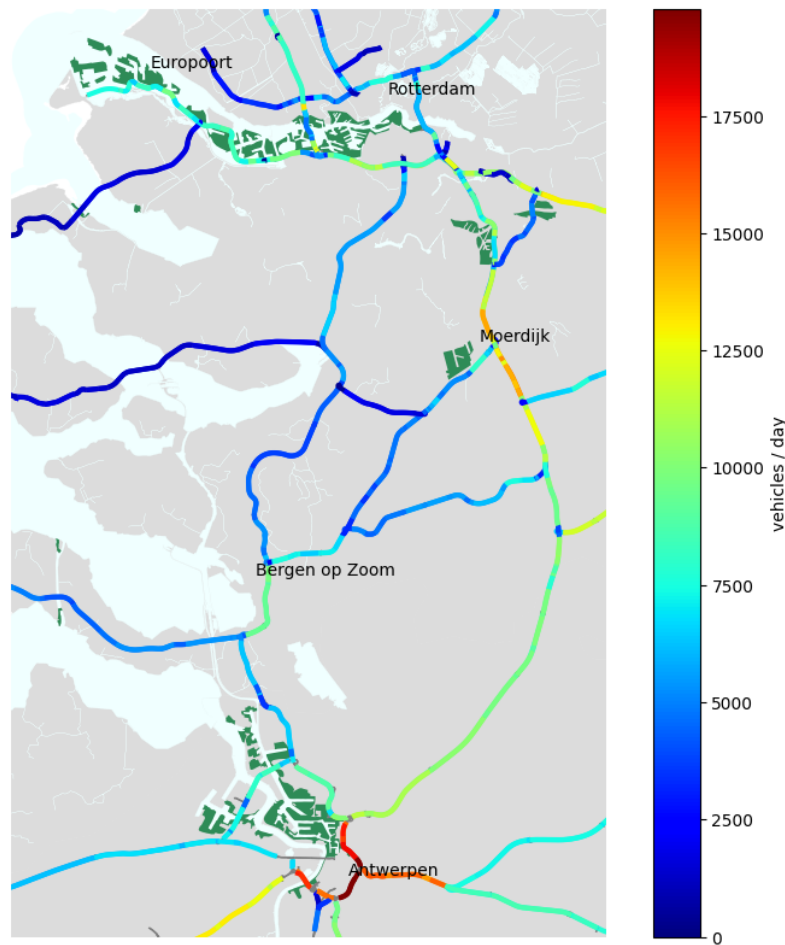 Europoort
Rotterdam
Moerdijk
Bergen op Zoom
Antwerpen
17500
15000
12500
10000
7500
5000
2500
0
vehicles / day